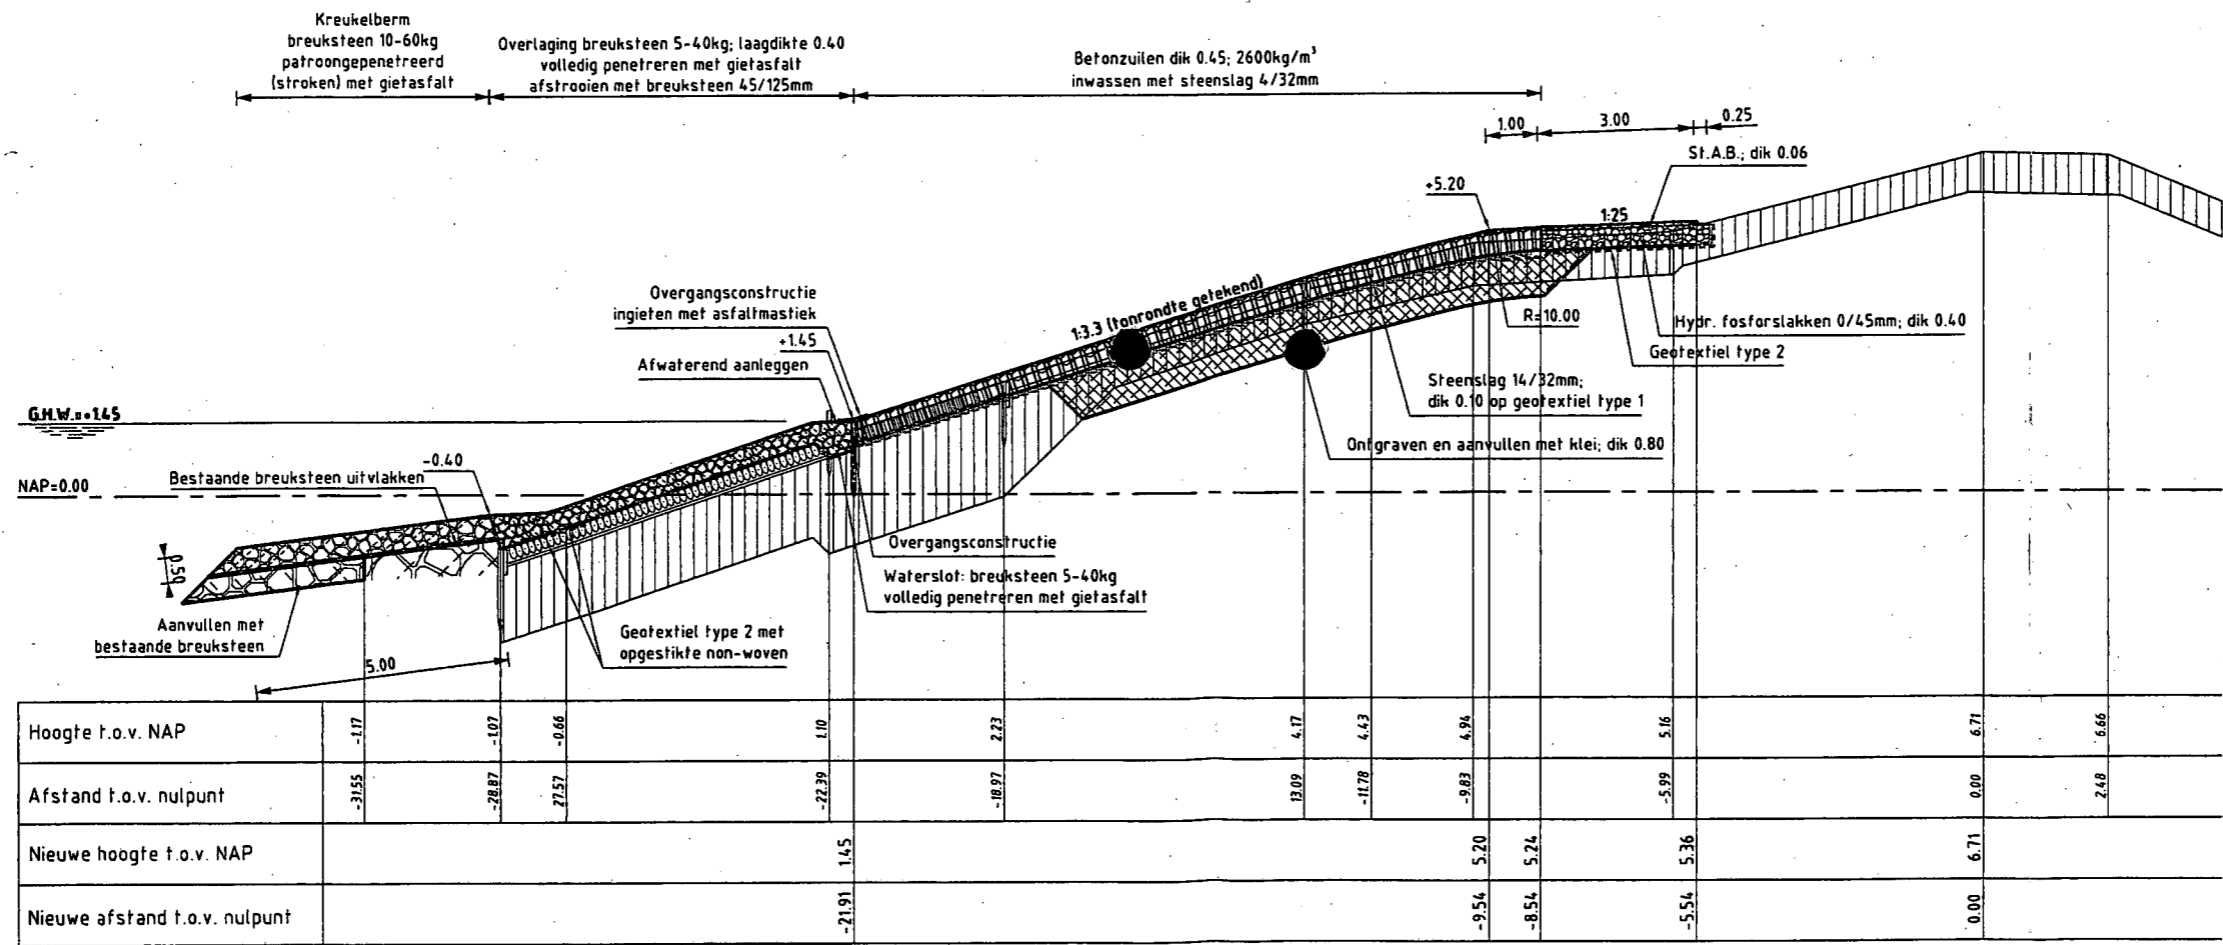 Kreukelberm
breuksteen 10-60kg
patroongepenetreerd
(stroken) met gietasfalt
Overlaging breuksteen 5-40kg; laagdikte 0.40
volledig penetreren met gietasfalt
afstrooien met breuksteen 45/125mm
Betonzuilen dik 0.45; 2600kg/m³
inwassen met steenslag 4/32mm
1.00
3.00
0.25
St.A.B.; dik 0.06
+5.20
1:25
Overgangsconstructie
ingieten met asfaltmastiek
+1.45
Afwaterend aanleggen
1:3.3 (tonrondte getekend)
R=10.00
Hydr. fosforslakken 0/45mm; dik 0.40
Geotextiel type 2
Steenslag 14/32mm;
dik 0.10 op geotextiel type 1
Ontgraven en aanvullen met klei; dik 0.80
G.H.W.=+1.45
-0.40
Bestaande breuksteen uitvlakken
NAP=0.00
0.50
Overgangsconstructie
Waterslot: breuksteen 5-40kg
volledig penetreren met gietasfalt
Aanvullen met
bestaande breuksteen
Geotextiel type 2 met
opgestikte non-woven
5.00
Hoogte t.o.v. NAP -1.17 -1.07 -0.66 1.10 2.23 4.17 4.43 4.94 5.16 6.71 6.66
Afstand t.o.v. nulpunt -31.55 -28.87 27.57 -22.39 -18.97 13.09 -11.78 -9.83 -5.99 0.00 2.48
Nieuwe hoogte t.o.v. NAP 1.45 5.20 5.24 5.36 6.71
Nieuwe afstand t.o.v. nulpunt -21.91 -9.54 -8.54 -5.54 0.00